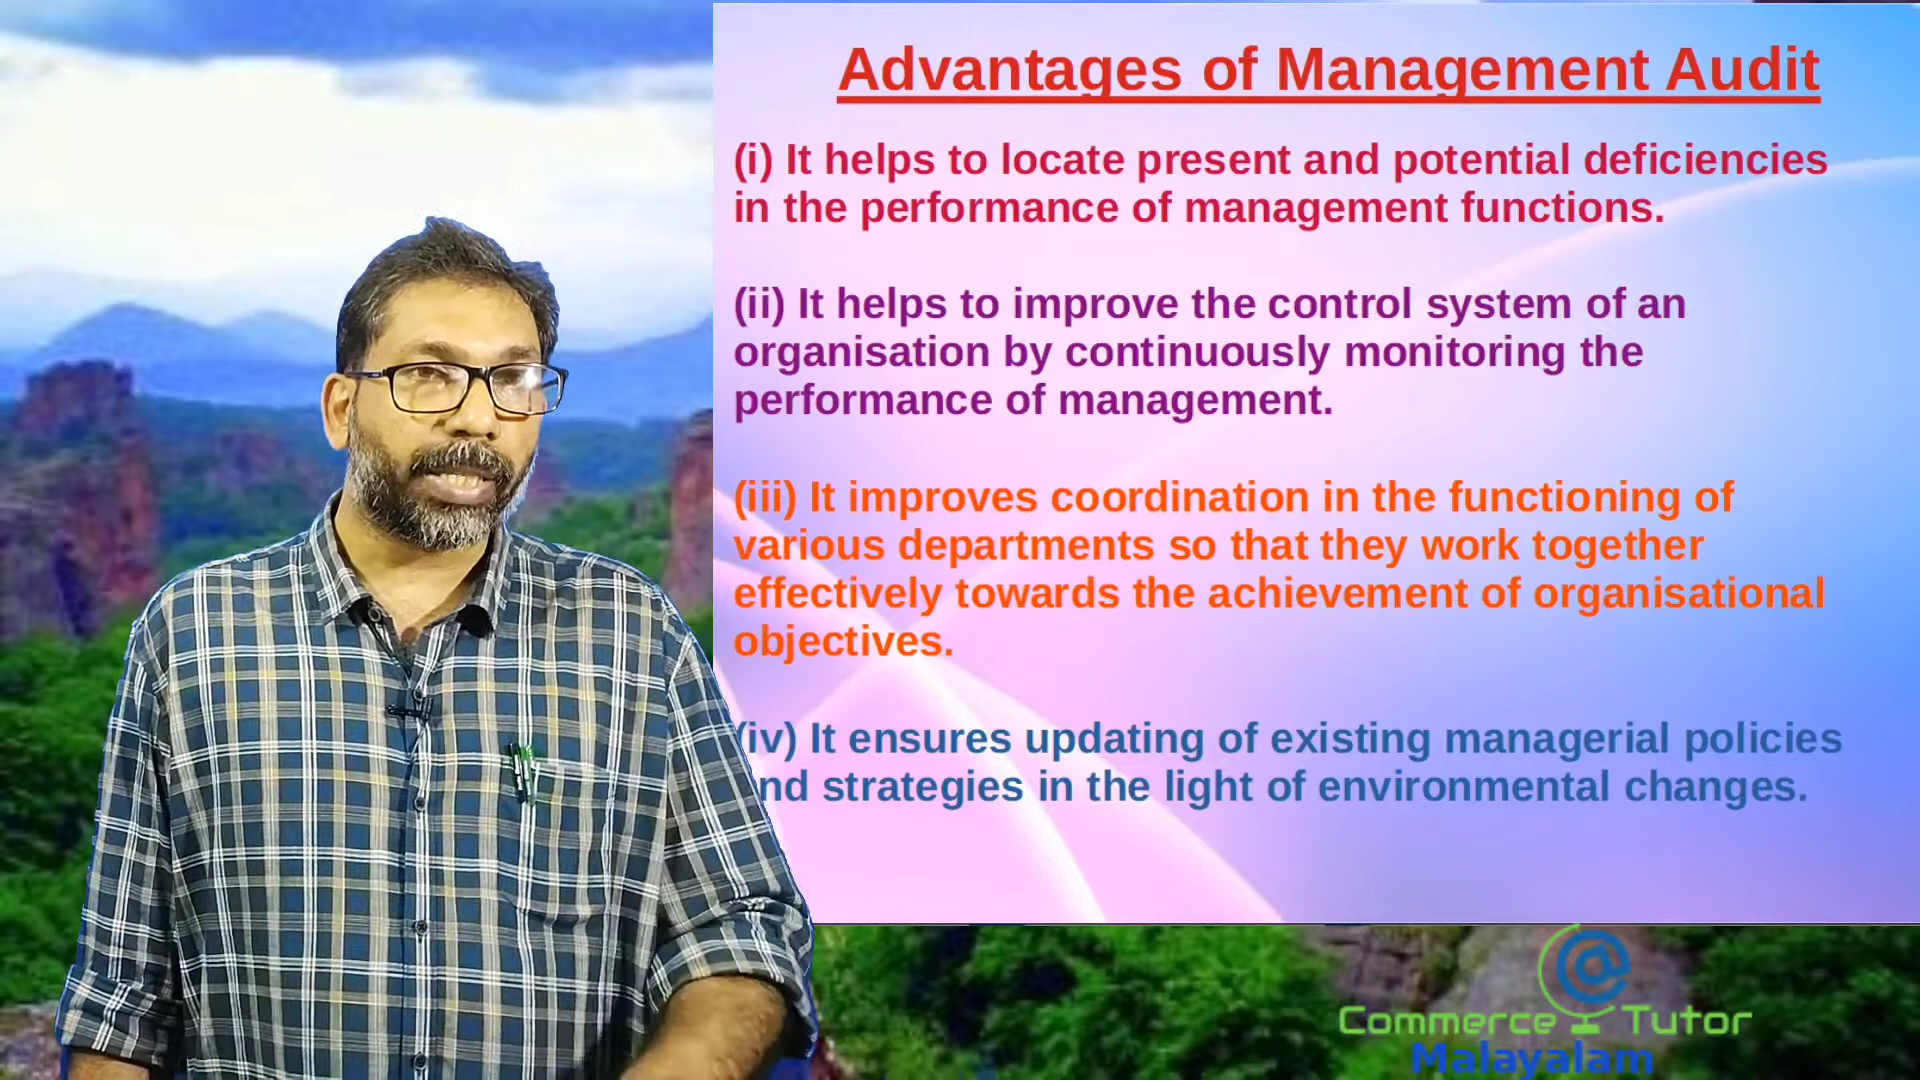 Advantages of Management Audit
(i) It helps to locate present and potential deficiencies
in the performance of management functions.
(ii) It helps to improve the control system of an
organisation by continuously monitoring the
performance of management.
(iii) It improves coordination in the functioning of
various departments so that they work together
effectively towards the achievement of organisational
objectives.
(iv) It ensures updating of existing managerial policies
nd strategies in the light of environmental changes.
@
Commerce Tutor
Malayalam